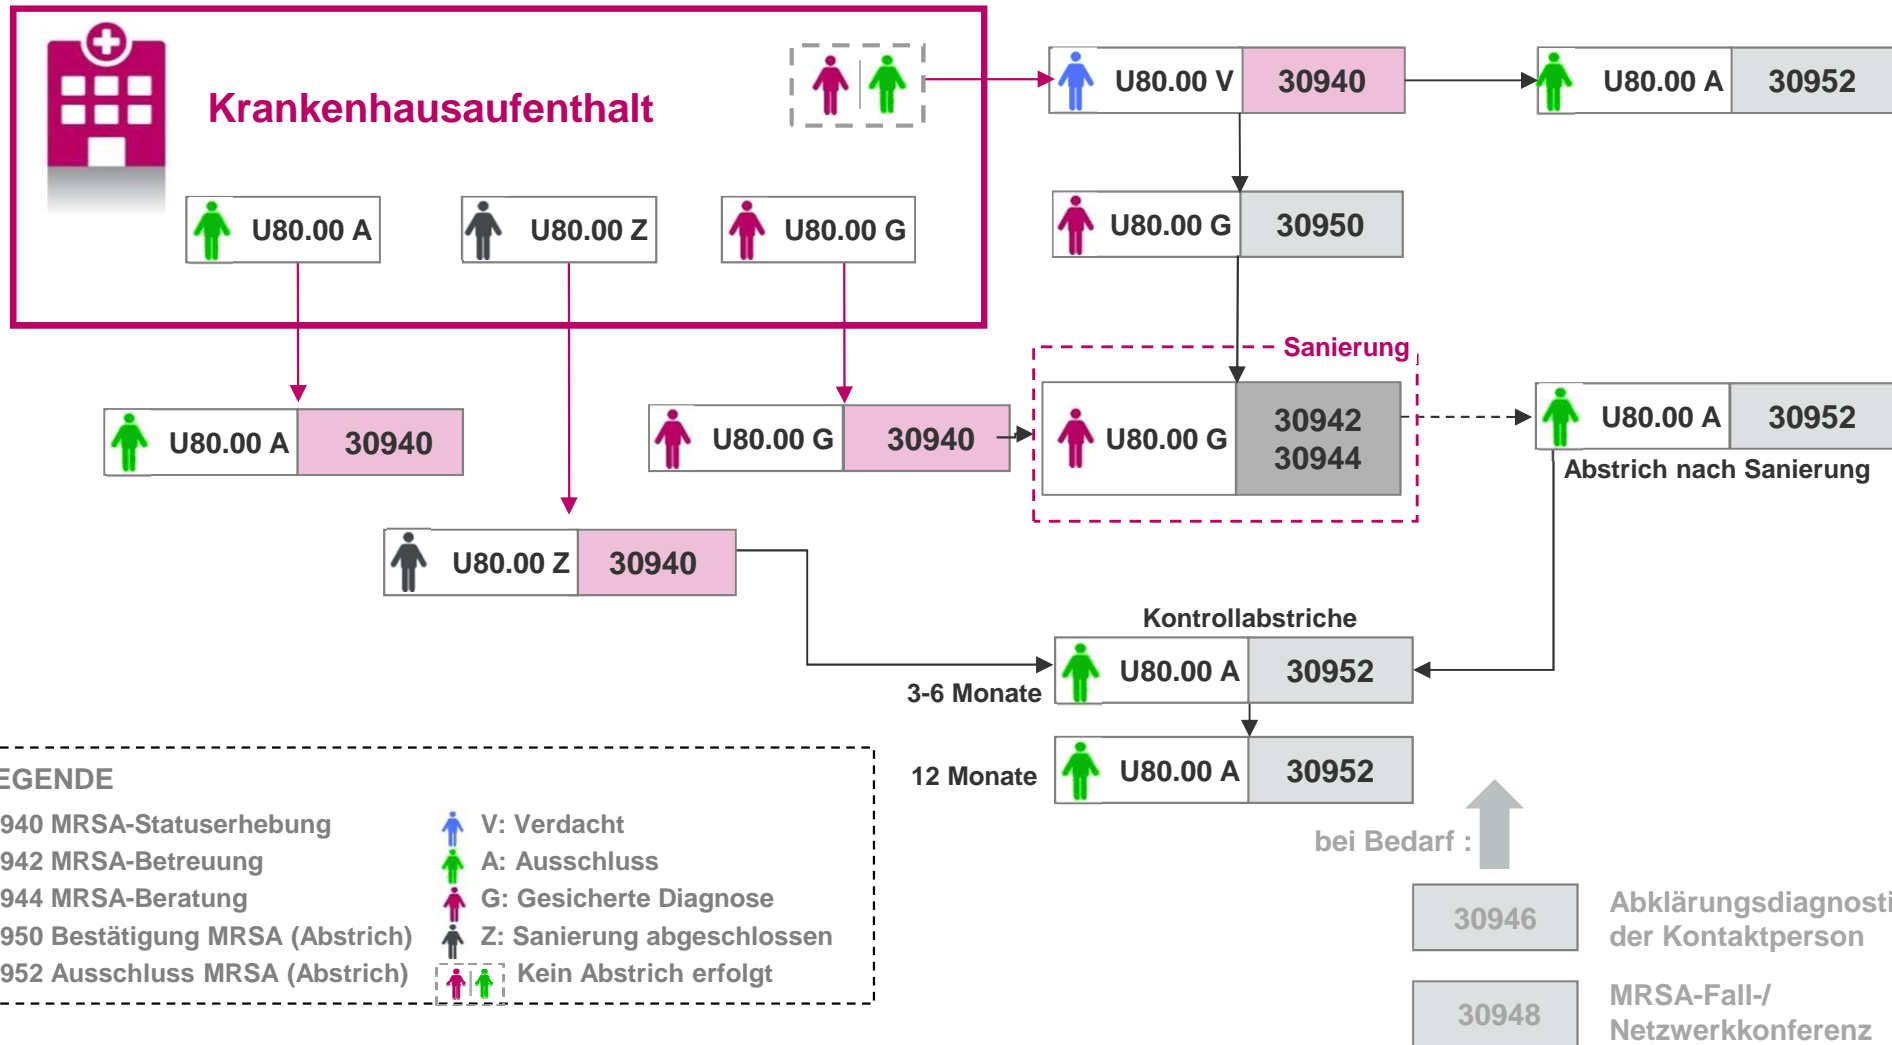 Krankenhausaufenthalt
U80.00 V 30940
U80.00 A 30952
U80.00 A
U80.00 Z
U80.00 G
U80.00 G 30950
Sanierung
U80.00 A 30940
U80.00 G 30940
U80.00 G
30942
30944
U80.00 A 30952
Abstrich nach Sanierung
U80.00 Z 30940
Kontrollabstriche
U80.00 A 30952
3-6 Monate
12 Monate
U80.00 A 30952
EGENDE
940 MRSA-Statuserhebung
942 MRSA-Betreuung
944 MRSA-Beratung
950 Bestätigung MRSA (Abstrich)
952 Ausschluss MRSA (Abstrich)
V: Verdacht
A: Ausschluss
G: Gesicherte Diagnose
Z: Sanierung abgeschlossen
Kein Abstrich erfolgt
bei Bedarf :
30946
Abklärungsdiagnosti
der Kontaktperson
30948
MRSA-Fall-/
Netzwerkkonferenz